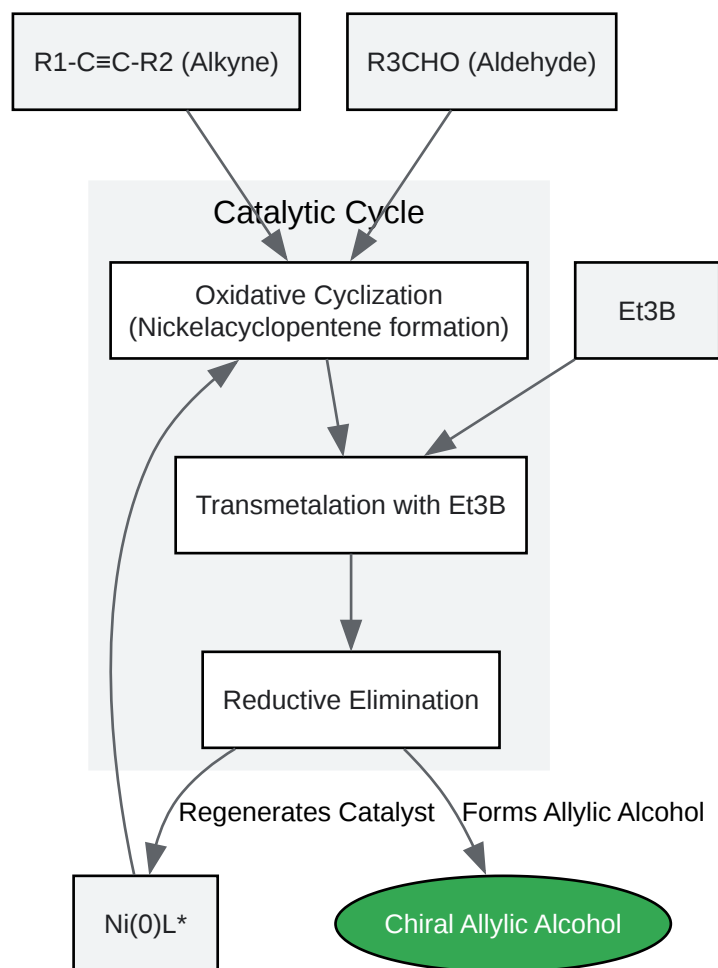 R1-C≡C-R2 (Alkyne)
R3CHO (Aldehyde)
Catalytic Cycle
Oxidative Cyclization
(Nickelacyclopentene formation)
Et3B
Transmetalation with Et3B
Reductive Elimination
Regenerates Catalyst
Forms Allylic Alcohol
Ni(0)L*
Chiral Allylic Alcohol